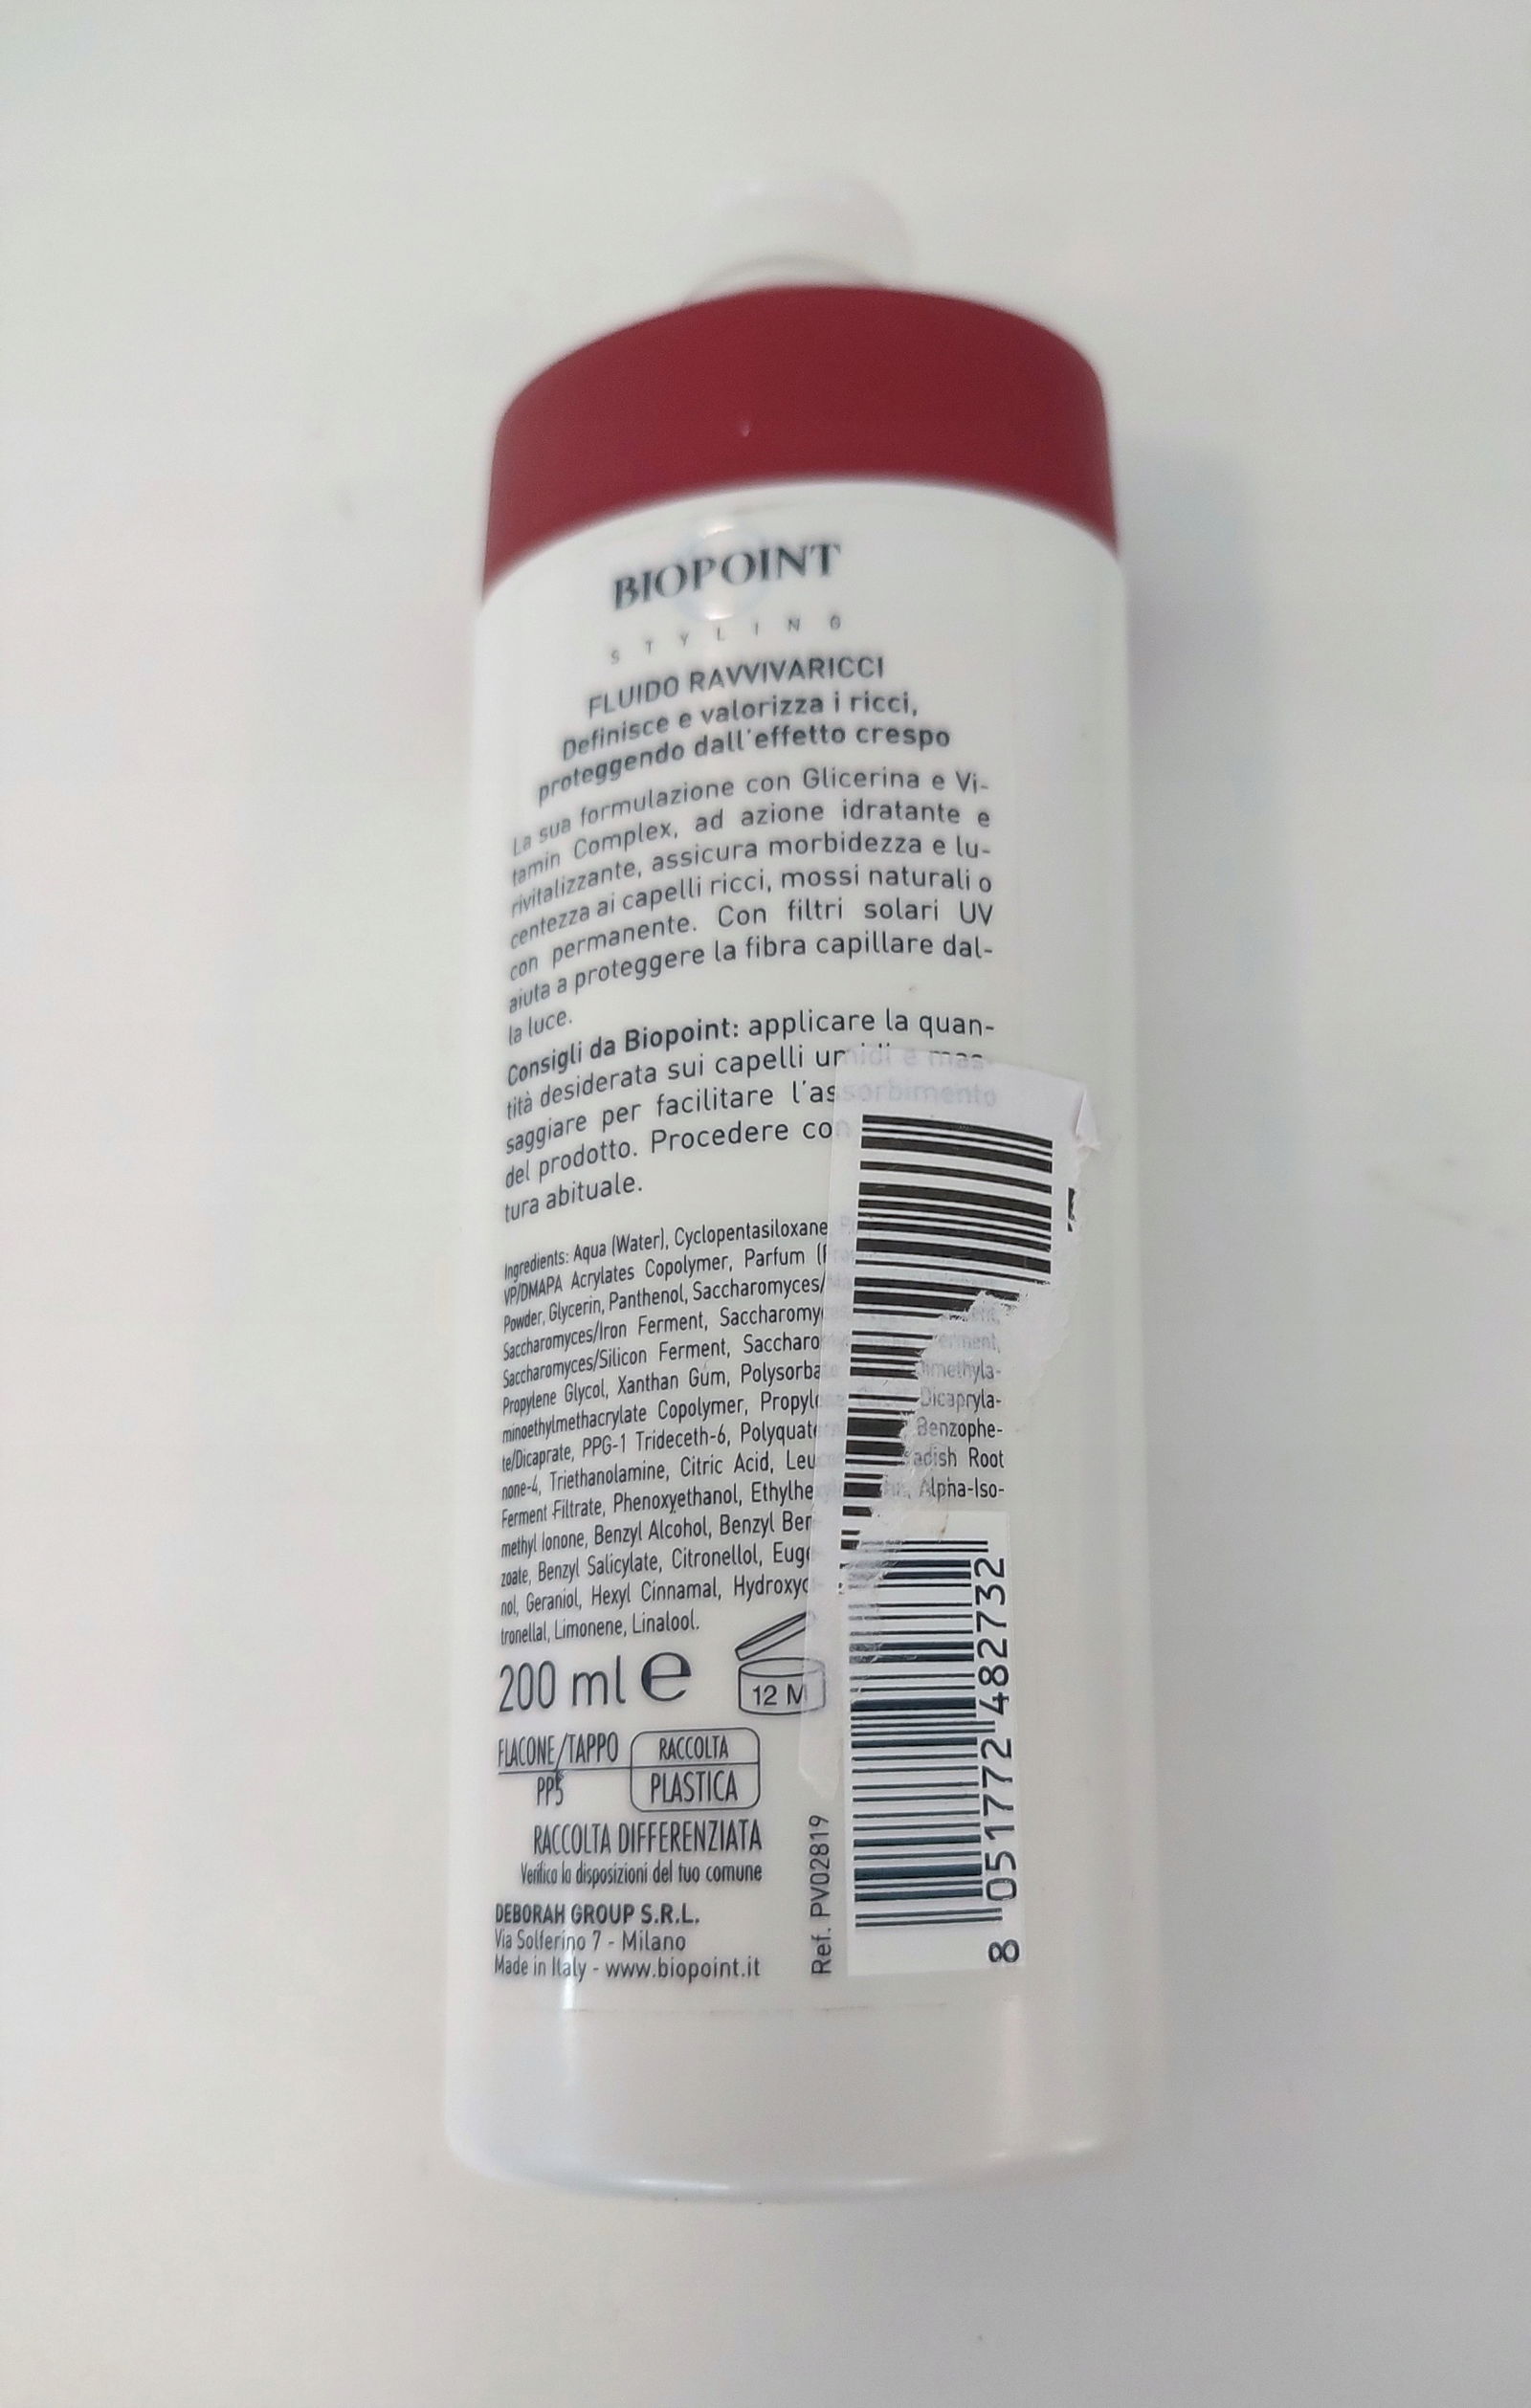 BIOPOINT
STYLING
FLUIDO RAVVIVARICCI
Definisce e valorizza i ricci,
proteggendo dall'effetto crespo
La sua formulazione con Glicerina e Vi-
tamin Complex, ad azione idratante e
rivitalizzante, assicura morbidezza e lu-
centezza ai capelli ricci, mossi naturali o
con permanente. Con filtri solari UV
aiuta a proteggere la fibra capillare dal-
la luce.
Consigli da Biopoint: applicare la quan-
tità desiderata sui capelli umidi e mas-
saggiare per facilitare l'assorbimento
del prodotto. Procedere con
tura abituale.
Ingredients: Aqua (Water), Cyclopentasiloxane
VP/DMAPA Acrylates Copolymer, Parfum
Powder, Glycerin, Panthenol, Saccharomyces/
Saccharomyces/Iron Ferment,
Saccharomyces/Silicon Ferment, Ferment,
Propylene Glycol, Xanthan Gum, Dimethyla-
minoethylmethacrylate Copolymer, Dicapryla-
te/Dicaprate, PPG-1 Trideceth-6, Benzophe-
none-4, Triethanolamine, Citric Acid, Root
Ferment Filtrate, Phenoxyethanol, Alpha-Iso-
methyl Ionone, Benzyl Alcohol, Benzyl Ben
zoate, Benzyl Salicylate, Citronellol, Euge
nol, Geraniol, Hexyl Cinnamal,
tronellal, Limonene, Linalool.
200 ml e
12 M
FLACONE/TAPPO
PP5
RACCOLTA
PLASTICA
RACCOLTA DIFFERENZIATA
Verifica le disposizioni del tuo comune
DEBORAH GROUP S.R.L.
Via Solferino 7 - Milano
Made in Italy - www.biopoint.it
Ref. PV02819
8 051772 482732